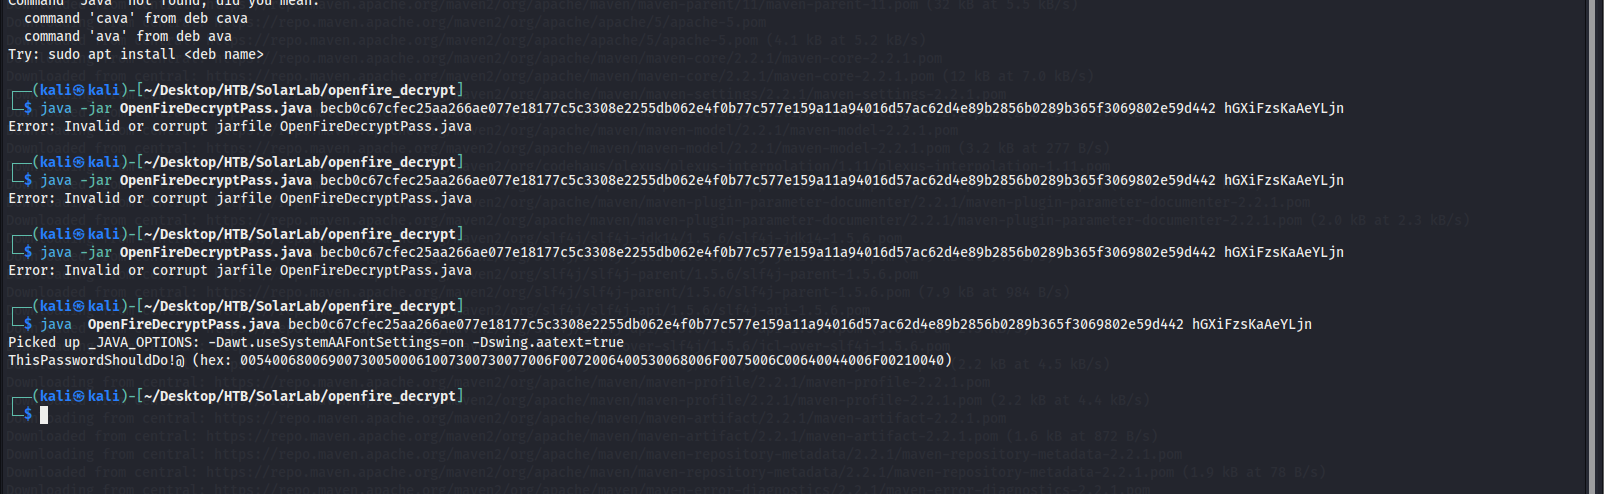 Command 'Java' not found, did you mean:
  command 'cava' from deb cava
  command 'ava' from deb ava
Try: sudo apt install <deb name>
┌──(kali㉿kali)-[~/Desktop/HTB/SolarLab/openfire_decrypt]
└─$ java -jar OpenFireDecryptPass.java becb0c67cfec25aa266ae077e18177c5c3308e2255db062e4f0b77c577e159a11a94016d57ac62d4e89b2856b0289b365f3069802e59d442 hGXiFzsKaAeYLjn
Error: Invalid or corrupt jarfile OpenFireDecryptPass.java
┌──(kali㉿kali)-[~/Desktop/HTB/SolarLab/openfire_decrypt]
└─$ java -jar OpenFireDecryptPass.java becb0c67cfec25aa266ae077e18177c5c3308e2255db062e4f0b77c577e159a11a94016d57ac62d4e89b2856b0289b365f3069802e59d442 hGXiFzsKaAeYLjn
Error: Invalid or corrupt jarfile OpenFireDecryptPass.java
┌──(kali㉿kali)-[~/Desktop/HTB/SolarLab/openfire_decrypt]
└─$ java -jar OpenFireDecryptPass.java becb0c67cfec25aa266ae077e18177c5c3308e2255db062e4f0b77c577e159a11a94016d57ac62d4e89b2856b0289b365f3069802e59d442 hGXiFzsKaAeYLjn
Error: Invalid or corrupt jarfile OpenFireDecryptPass.java
┌──(kali㉿kali)-[~/Desktop/HTB/SolarLab/openfire_decrypt]
└─$ java  OpenFireDecryptPass.java becb0c67cfec25aa266ae077e18177c5c3308e2255db062e4f0b77c577e159a11a94016d57ac62d4e89b2856b0289b365f3069802e59d442 hGXiFzsKaAeYLjn
Picked up _JAVA_OPTIONS: -Dawt.useSystemAAFontSettings=on -Dswing.aatext=true
ThisPasswordShouldDo!@ (hex: 005400680069007300500061007300730077006F0072006400530068006F0075006C00640044006F00210040)
┌──(kali㉿kali)-[~/Desktop/HTB/SolarLab/openfire_decrypt]
└─$